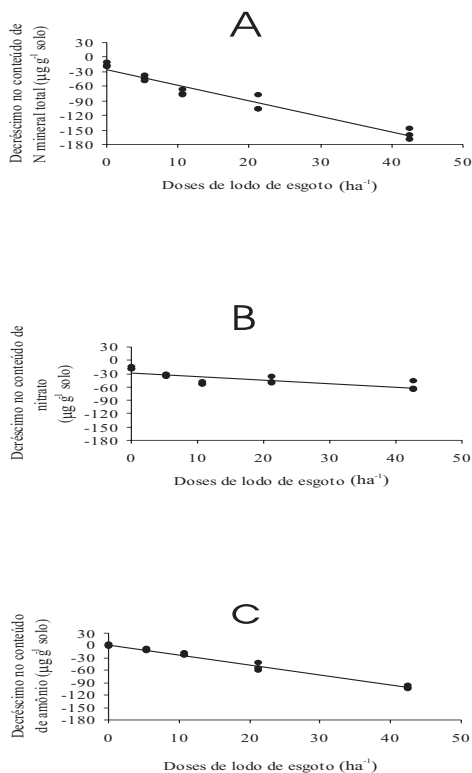 A
Decréscimo no conteúdo de
N mineral total (µg g⁻¹ solo)
30
0
-30
-60
-90
-120
-150
-180
0 10 20 30 40 50
Doses de lodo de esgoto (ha⁻¹)
B
Dcréscimo no conteúdo de
nitrato
(µg g¹ solo)
30
0
-30
-60
-90
-120
-150
-180
0 10 20 30 40 50
Doses de lodo de esgoto (ha⁻¹)
C
Decréscimo no conteúdo
de amônio (µg g¹ solo)
30
0
-30
-60
-90
-120
-150
-180
0 10 20 30 40 50
Doses de lodo de esgoto (ha⁻¹)